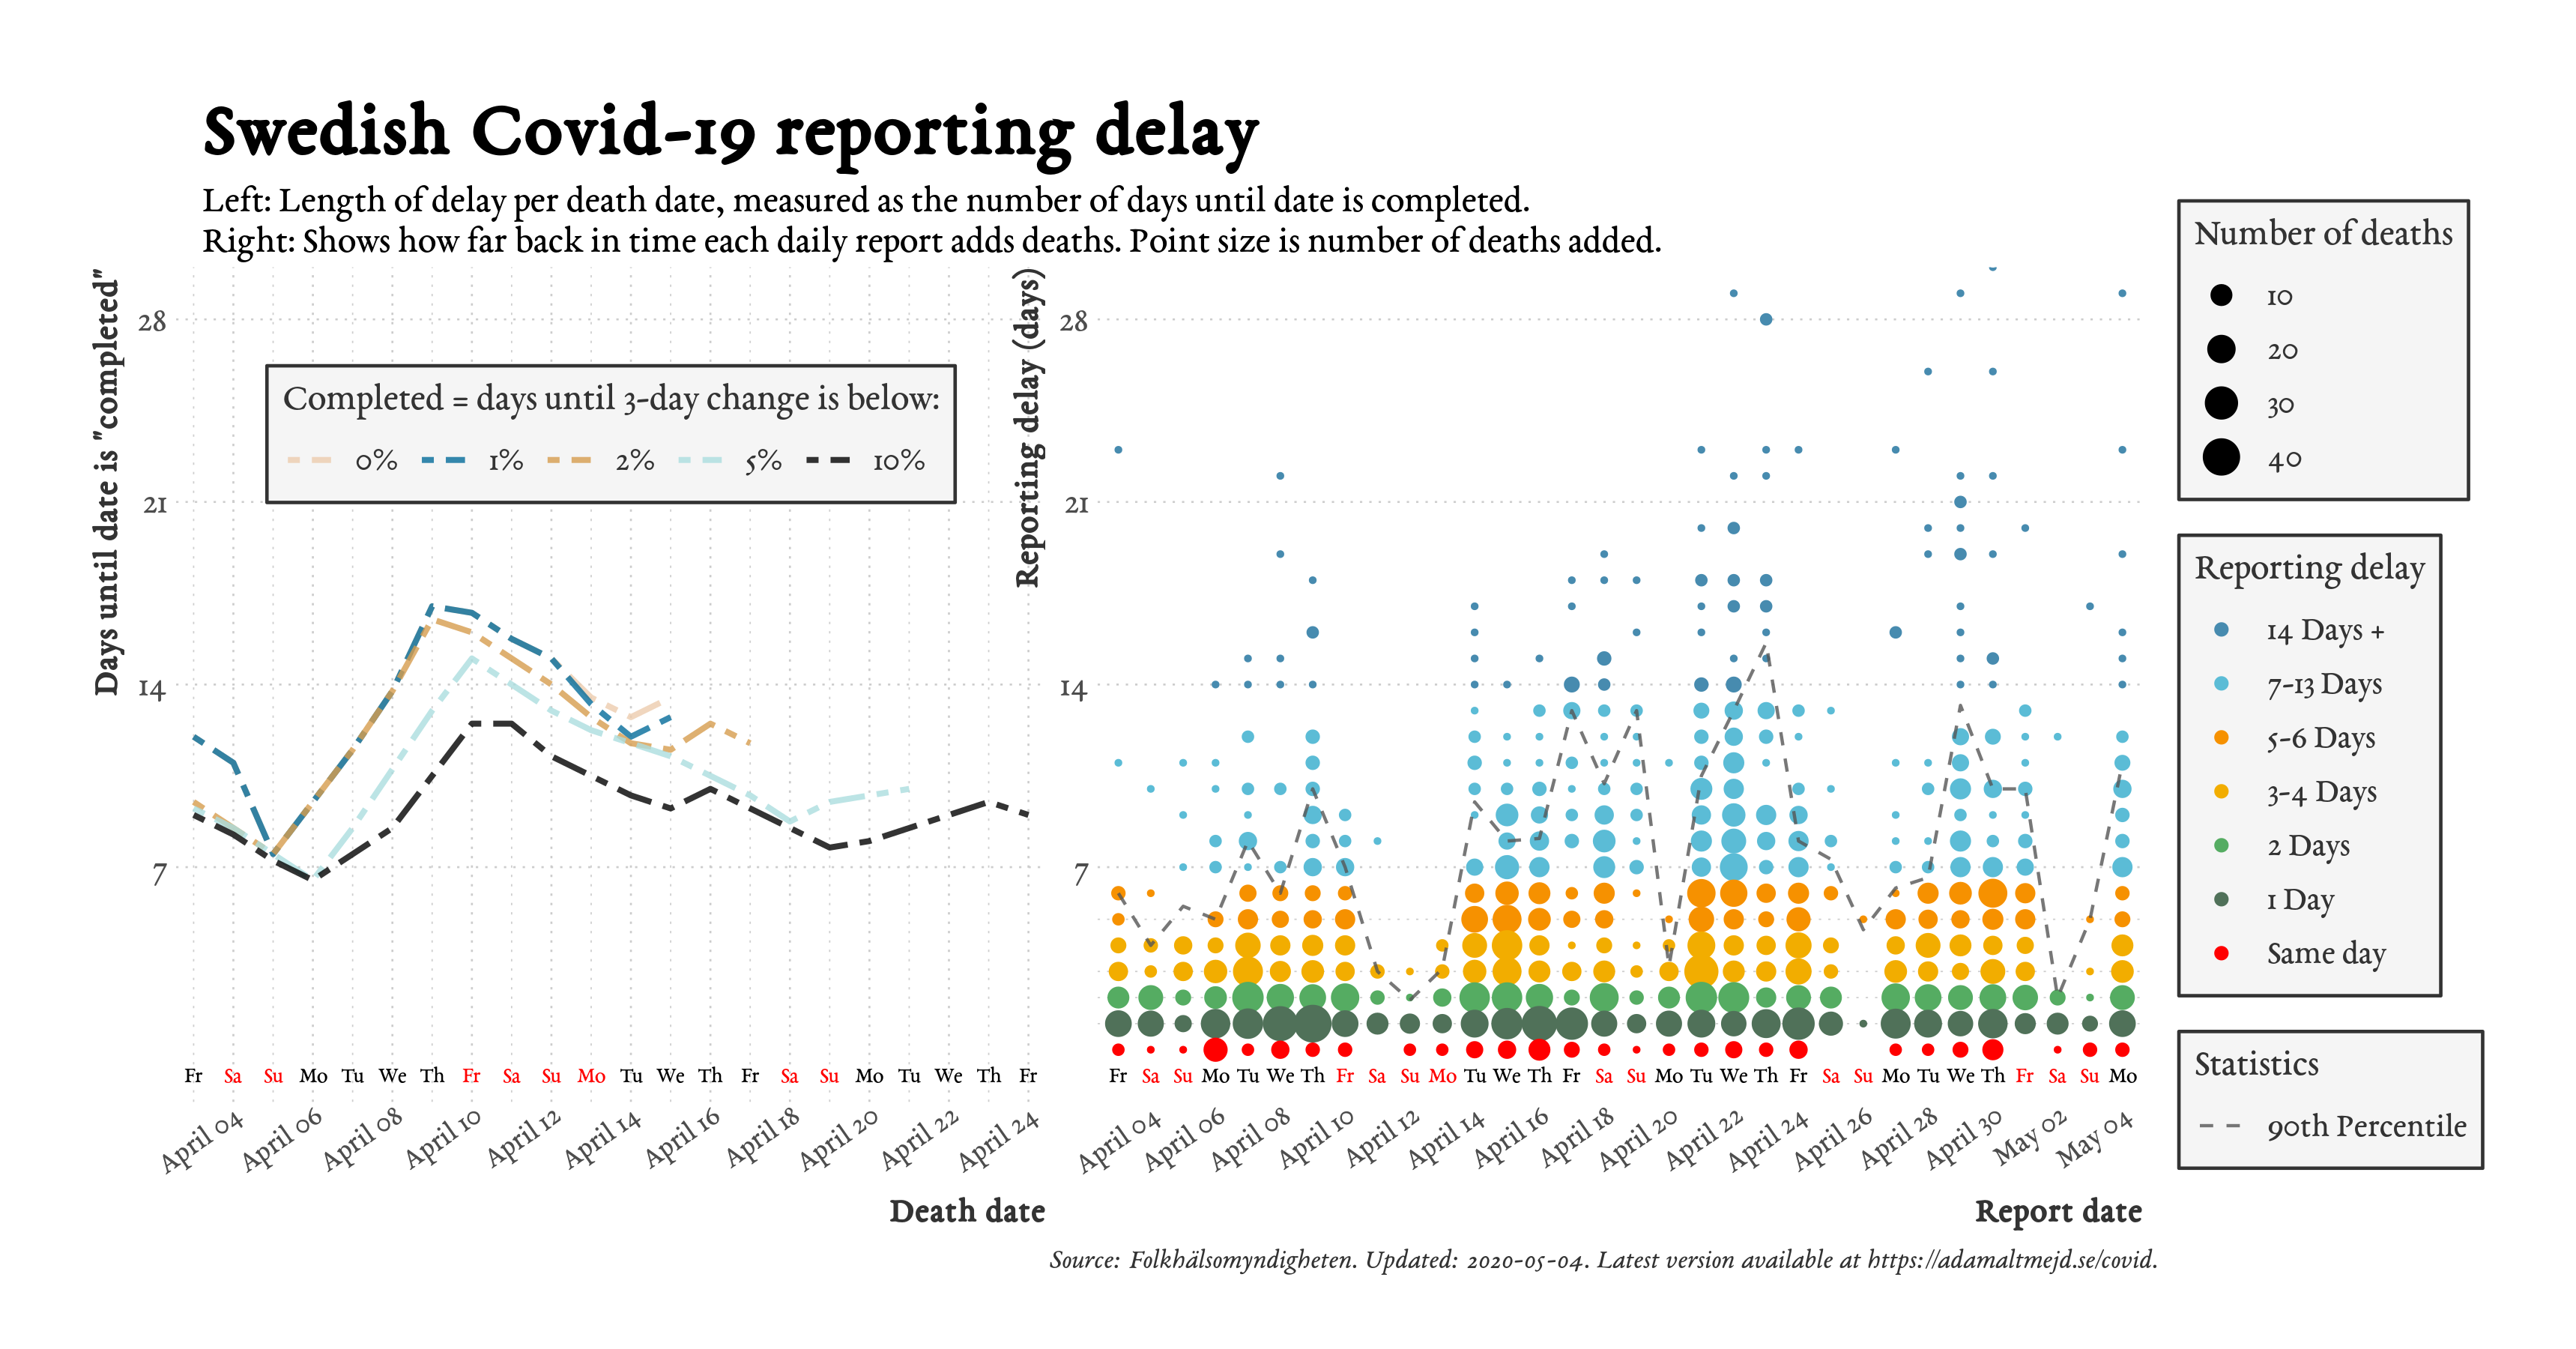 Swedish Covid-19 reporting delay
Left: Length of delay per death date, measured as the number of days until date is completed.
Right: Shows how far back in time each daily report adds deaths. Point size is number of deaths added.
Days until date is "completed"
28
21
14
7
Completed = days until 3-day change is below:
0% 1% 2% 5% 10%
Fr Sa Su Mo Tu We Th Fr Sa Su Mo Tu We Th Fr Sa Su Mo Tu We Th Fr
April 04 April 06 April 08 April 10 April 12 April 14 April 16 April 18 April 20 April 22 April 24
Death date
Reporting delay (days)
28
21
14
7
Fr Sa Su Mo Tu We Th Fr Sa Su Mo Tu We Th Fr Sa Su Mo Tu We Th Fr Sa Su Mo Tu We Th Fr Sa Su Mo
April 04 April 06 April 08 April 10 April 12 April 14 April 16 April 18 April 20 April 22 April 24 April 26 April 28 April 30 May 02 May 04
Report date
Number of deaths
10
20
30
40
Reporting delay
14 Days +
7-13 Days
5-6 Days
3-4 Days
2 Days
1 Day
Same day
Statistics
90th Percentile
Source: Folkhälsomyndigheten. Updated: 2020-05-04. Latest version available at https://adamaltmejd.se/covid.